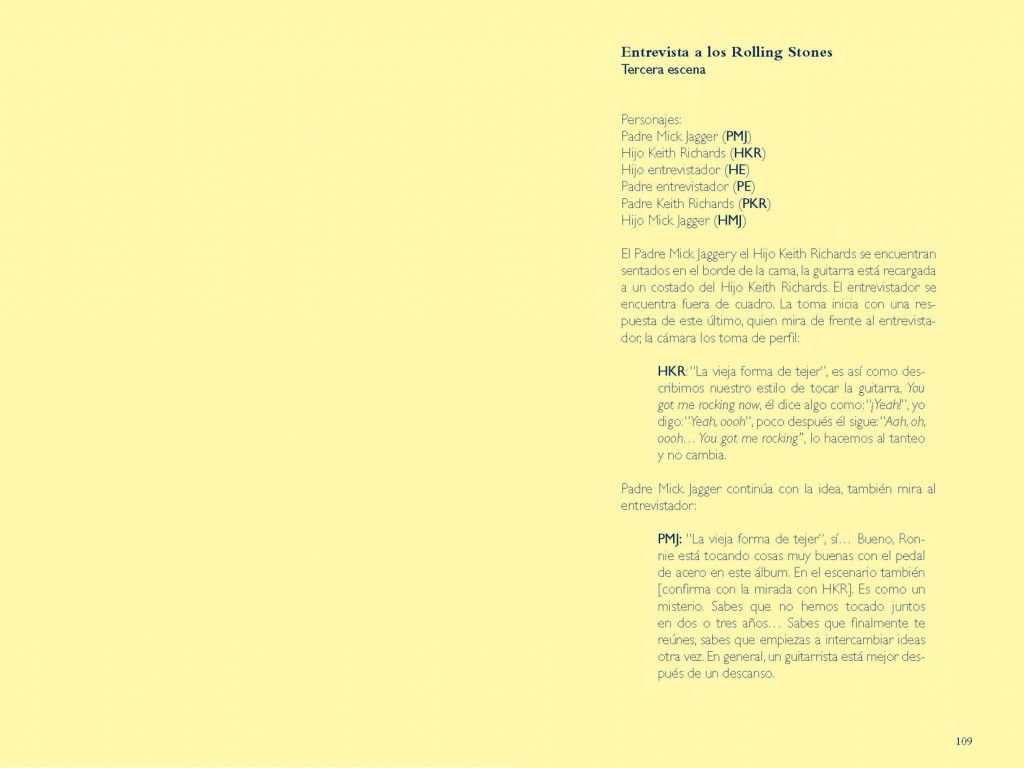 Entrevista a los Rolling Stones
Tercera escena
Personajes:
Padre Mick Jagger (PMJ)
Hijo Keith Richards (HKR)
Hijo entrevistador (HE)
Padre entrevistador (PE)
Padre Keith Richards (PKR)
Hijo Mick Jagger (HMJ)
El Padre Mick Jaggery el Hijo Keith Richards se encuentran
sentados en el borde de la cama, la guitarra está recargada
a un costado del Hijo Keith Richards. El entrevistador se
encuentra fuera de cuadro. La toma inicia con una res-
puesta de este último, quien mira de frente al entrevista-
dor, la cámara los toma de perfil:
HKR: "La vieja forma de tejer", es así como des-
cribimos nuestro estilo de tocar la guitarra, You
got me rocking now, él dice algo como: "¡Yeah!", yo
digo: "Yeah, oooh", poco después él sigue: "Aah, oh,
oooh… You got me rocking", lo hacemos al tanteo
y no cambia.
Padre Mick Jagger continúa con la idea, también mira al
entrevistador:
PMJ: "La vieja forma de tejer", sí… Bueno, Ron-
nie está tocando cosas muy buenas con el pedal
de acero en este álbum. En el escenario también
[confirma con la mirada con HKR]. Es como un
misterio. Sabes que no hemos tocado juntos
en dos o tres años… Sabes que finalmente te
reúnes, sabes que empiezas a intercambiar ideas
otra vez. En general, un guitarrista está mejor des-
pués de un descanso.
109